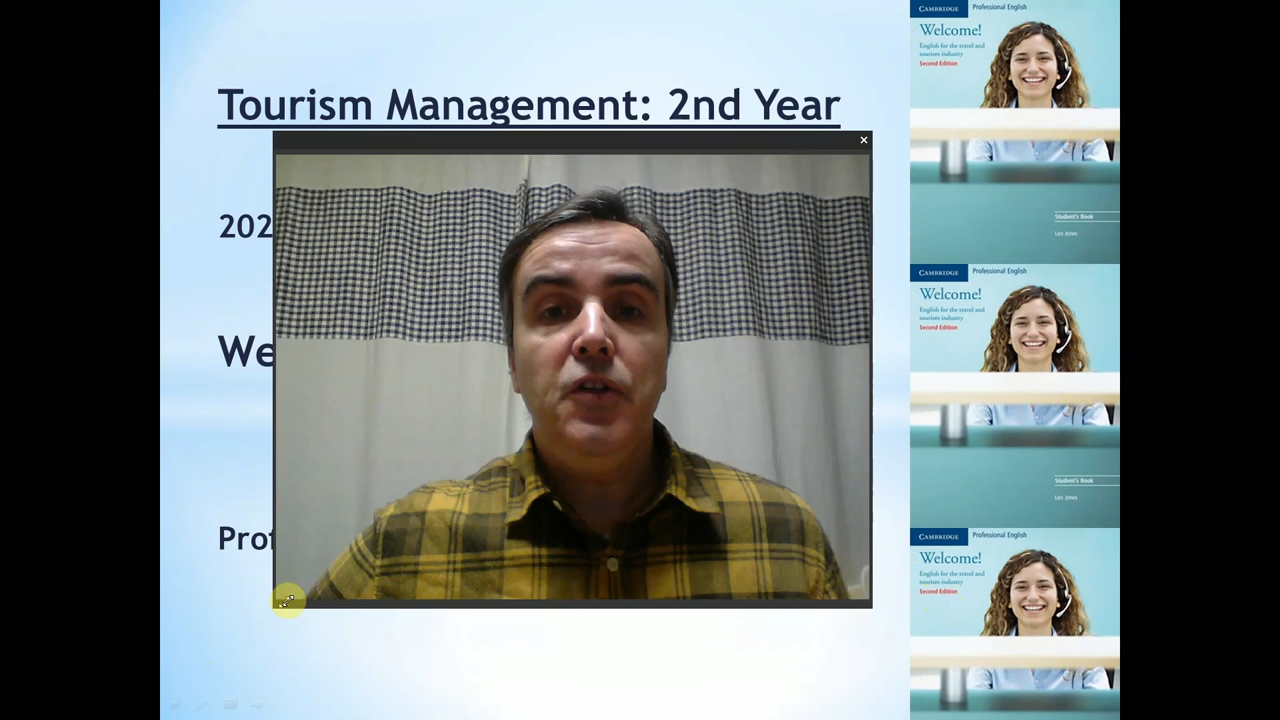 Tourism Management: 2nd Year
202
We
Prof
CAMBRIDGE
Professional English
Welcome!
English for the travel and
tourism industry
Second Edition
Student's Book
Leo Jones
CAMBRIDGE
Professional English
Welcome!
English for the travel and
tourism industry
Second Edition
Student's Book
Leo Jones
CAMBRIDGE
Professional English
Welcome!
English for the travel and
tourism industry
Second Edition